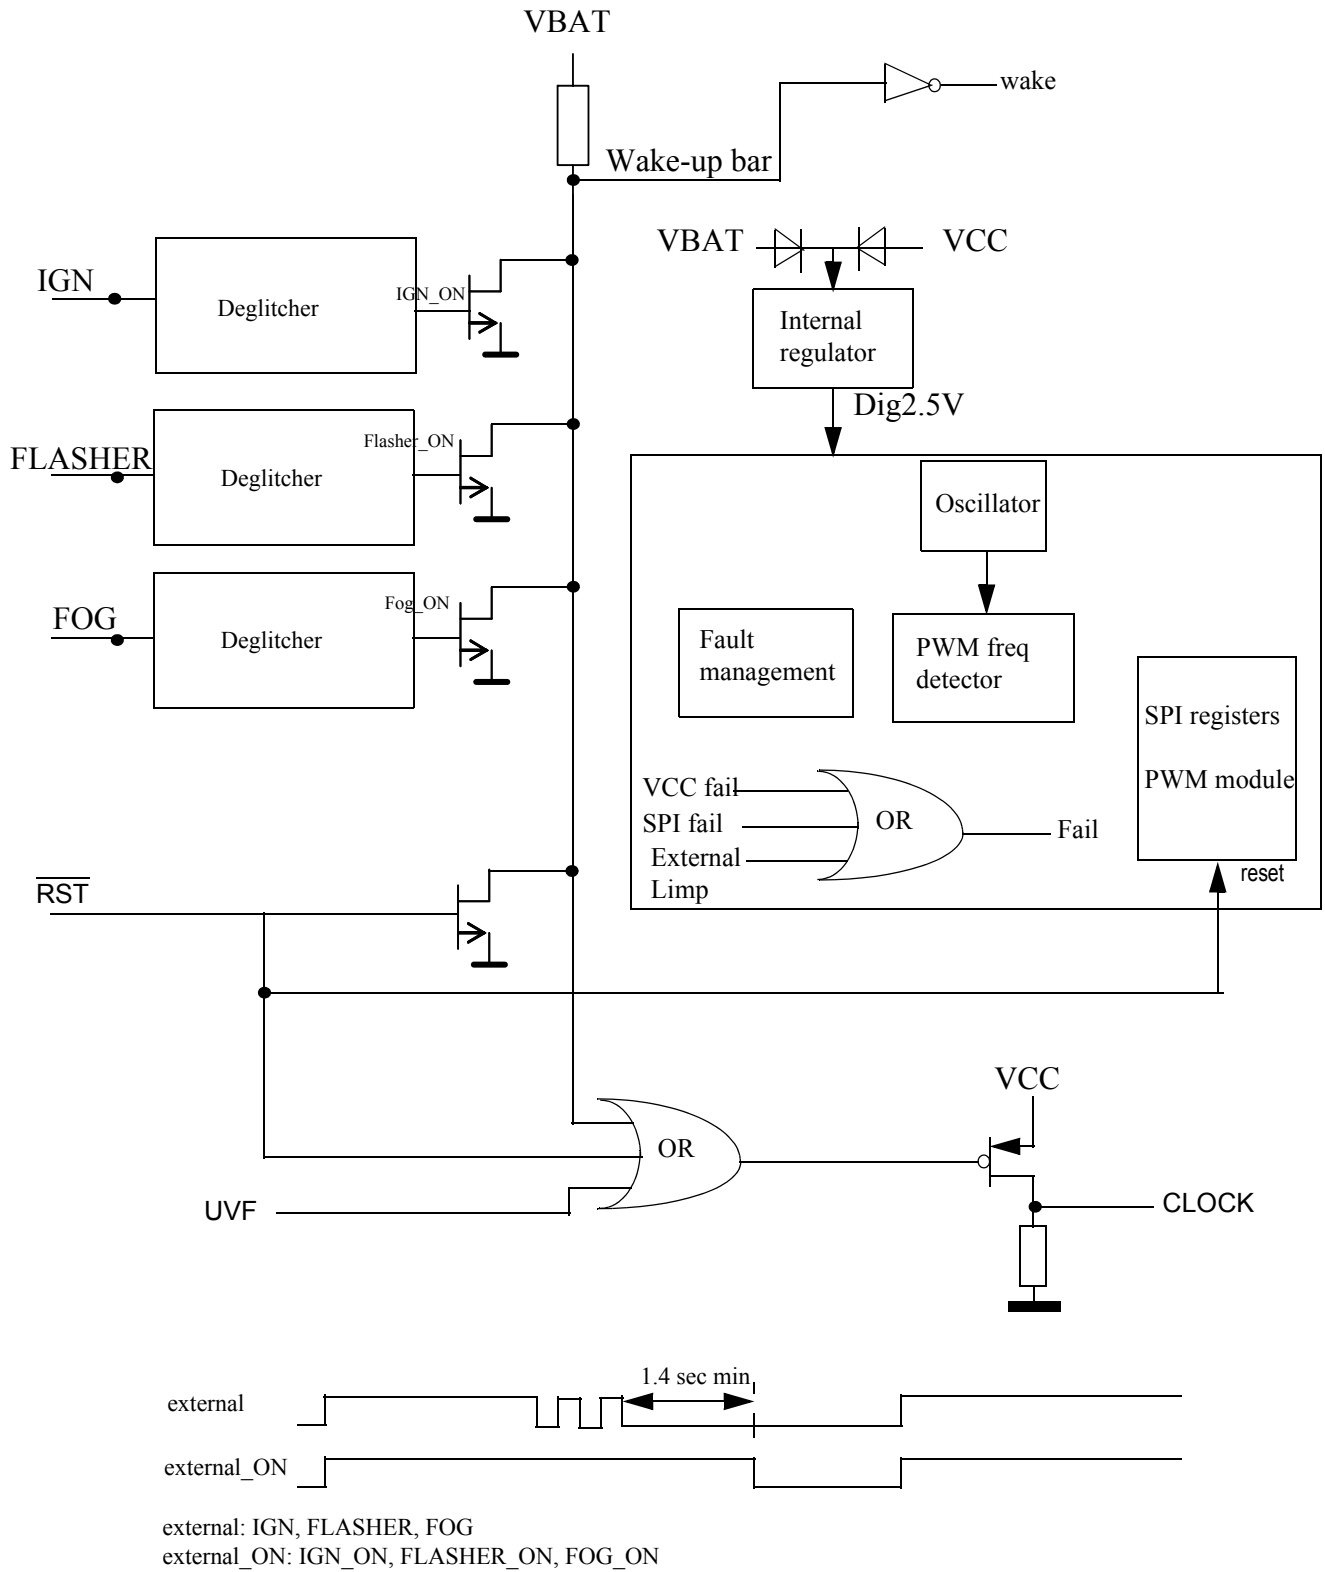 VBAT
wake
Wake-up bar
VBAT
VCC
IGN
Deglitcher
IGN_ON
Internal
regulator
Dig2.5V
FLASHER
Deglitcher
Flasher_ON
Oscillator
FOG
Deglitcher
Fog_ON
Fault
management
PWM freq
detector
SPI registers
PWM module
VCC fail
SPI fail
External
Limp
OR
Fail
reset
RST
VCC
OR
UVF
CLOCK
1.4 sec min
external
external_ON
external: IGN, FLASHER, FOG
external_ON: IGN_ON, FLASHER_ON, FOG_ON